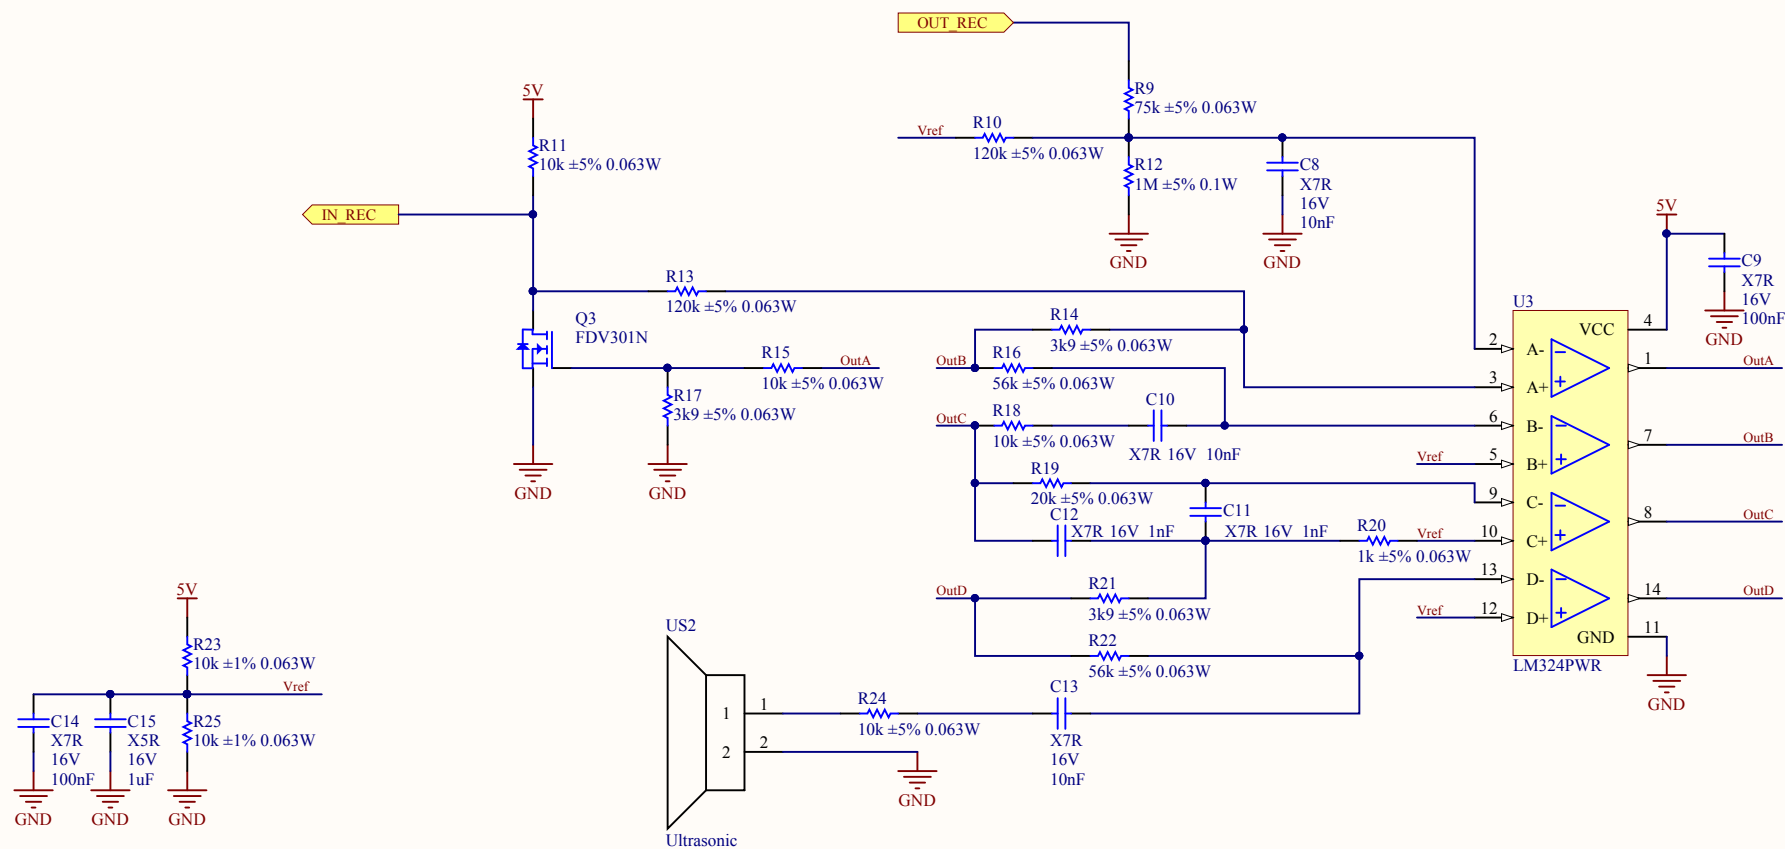 OUT_REC
R9
75k ±5% 0.063W
5V
Vref
R10
120k ±5% 0.063W
R11
10k ±5% 0.063W
R12
1M ±5% 0.1W
C8
X7R
16V
10nF
GND
GND
IN_REC
5V
C9
X7R
16V
100nF
GND
R13
120k ±5% 0.063W
Q3
FDV301N
R14
3k9 ±5% 0.063W
R15
10k ±5% 0.063W
OutA
OutB
R16
56k ±5% 0.063W
R17
3k9 ±5% 0.063W
OutC
R18
10k ±5% 0.063W
C10
X7R 16V 10nF
GND
GND
R19
20k ±5% 0.063W
C12
X7R 16V 1nF
C11
X7R 16V 1nF
R20
1k ±5% 0.063W
Vref
Vref
Vref
U3
VCC
4
2
A-
1
OutA
3
A+
6
B-
7
OutB
5
B+
9
C-
8
OutC
10
C+
13
D-
14
OutD
12
D+
GND
11
LM324PWR
GND
OutD
R21
3k9 ±5% 0.063W
R22
56k ±5% 0.063W
US2
1
1
2
2
Ultrasonic
R24
10k ±5% 0.063W
C13
X7R
16V
10nF
GND
5V
R23
10k ±1% 0.063W
Vref
C14
X7R
16V
100nF
C15
X5R
16V
1uF
R25
10k ±1% 0.063W
GND
GND
GND